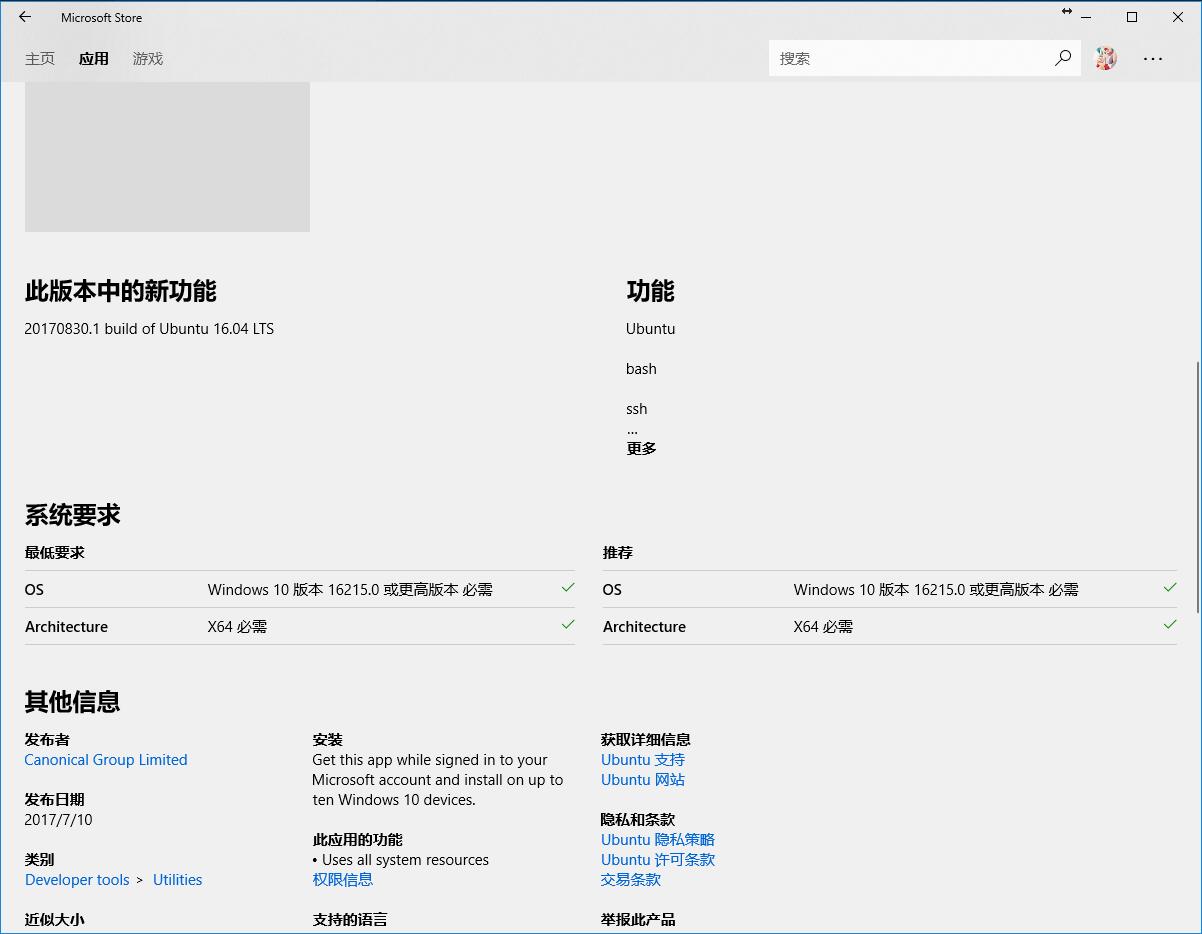 Microsoft Store
主页 应用 游戏 搜索
此版本中的新功能
20170830.1 build of Ubuntu 16.04 LTS
功能
Ubuntu
bash
ssh
...
更多
系统要求
最低要求
OS Windows 10 版本 16215.0 或更高版本 必需
Architecture X64 必需
推荐
OS Windows 10 版本 16215.0 或更高版本 必需
Architecture X64 必需
其他信息
发布者
Canonical Group Limited
发布日期
2017/7/10
类别
Developer tools > Utilities
近似大小
安装
Get this app while signed in to your
Microsoft account and install on up to
ten Windows 10 devices.
此应用的功能
• Uses all system resources
权限信息
支持的语言
获取详细信息
Ubuntu 支持
Ubuntu 网站
隐私和条款
Ubuntu 隐私策略
Ubuntu 许可条款
交易条款
举报此产品